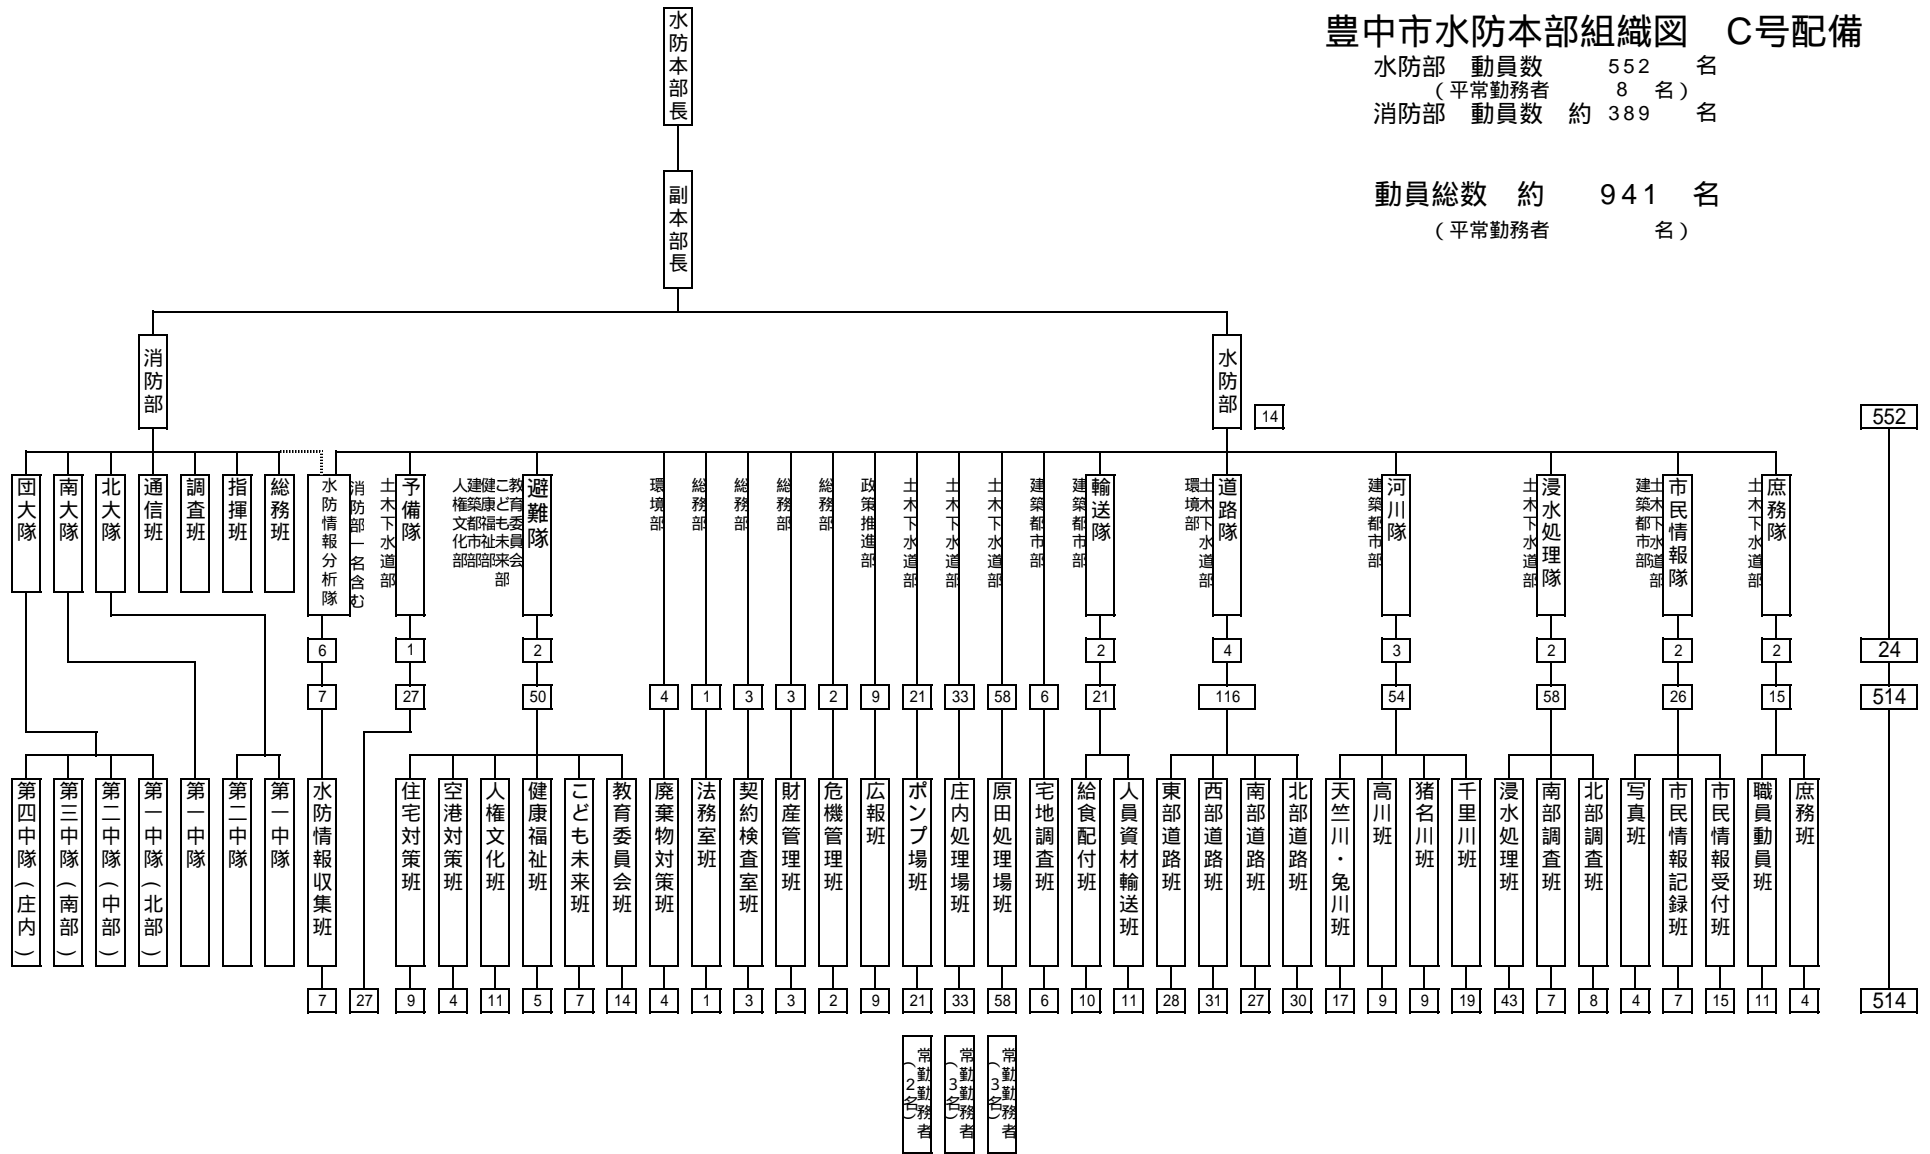 豊中市水防本部組織図　C号配備
水防部　動員数　552　名
（平常勤務者　8　名）
消防部　動員数　約　389　名
動員総数　約　941　名
（平常勤務者　名）
水防本部長
副本部長
消防部
水防部
14
552
団大隊
南大隊
北大隊
通信班
調査班
指揮班
総務班
水防情報分析隊
消防部一名含む
土木下水道部
予備隊
人権文化部
建築都市部
健康福祉部
こども未来部
教育委員会
避難隊
環境部
総務部
総務部
総務部
総務部
政策推進部
土木下水道部
土木下水道部
土木下水道部
建築都市部
建築都市部
輸送隊
環境部
土木下水道部
道路隊
建築都市部
河川隊
土木下水道部
浸水処理隊
建築都市部
土木下水道部
市民情報隊
土木下水道部
庶務隊
6
1
2
2
4
3
2
2
2
24
7
27
50
4
1
3
3
2
9
21
33
58
6
21
116
54
58
26
15
514
第四中隊（庄内）
第三中隊（南部）
第二中隊（中部）
第一中隊（北部）
第一中隊
第二中隊
第一中隊
水防情報収集班
住宅対策班
空港対策班
人権文化班
健康福祉班
こども未来班
教育委員会班
廃棄物対策班
法務室班
契約検査室班
財産管理班
危機管理班
広報班
ポンプ場班
庄内処理場班
原田処理場班
宅地調査班
給食配付班
人員資材輸送班
東部道路班
西部道路班
南部道路班
北部道路班
天竺川・兎川班
高川班
猪名川班
千里川班
浸水処理班
南部調査班
北部調査班
写真班
市民情報記録班
市民情報受付班
職員動員班
庶務班
7
27
9
4
11
5
7
14
4
1
3
3
2
9
21
33
58
6
10
11
28
31
27
30
17
9
9
19
43
7
8
4
7
15
11
4
514
常勤勤務者
（2名）
常勤勤務者
（3名）
常勤勤務者
（3名）